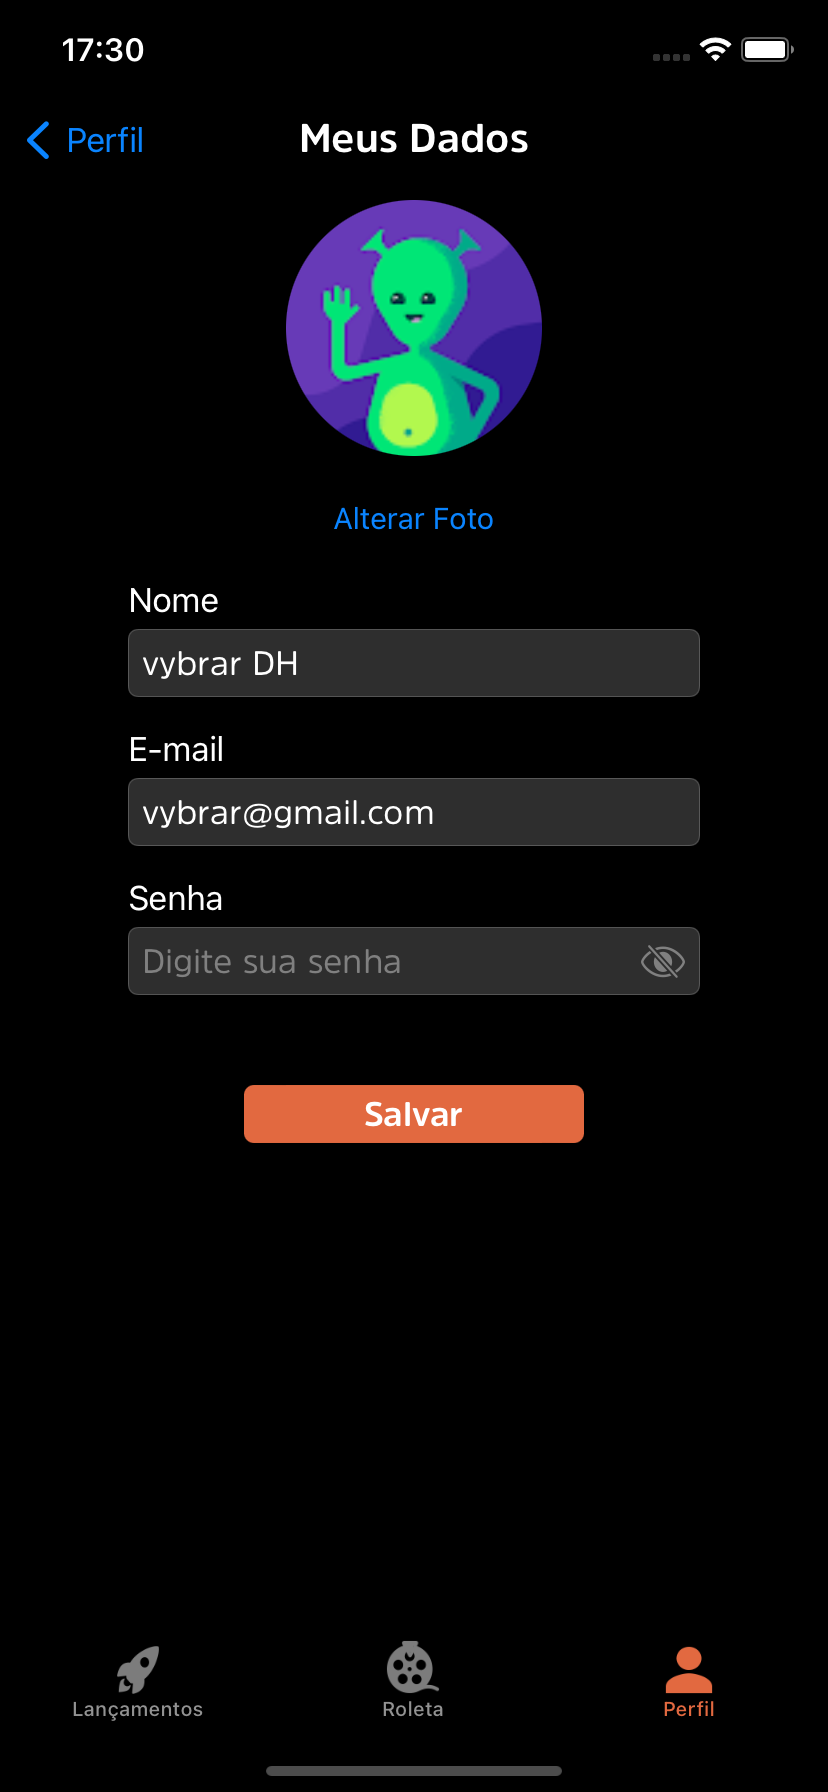 17:30
Perfil
Meus Dados
Alterar Foto
Nome
vybrar DH
E-mail
vybrar@gmail.com
Senha
Digite sua senha
Salvar
Lançamentos
Roleta
Perfil